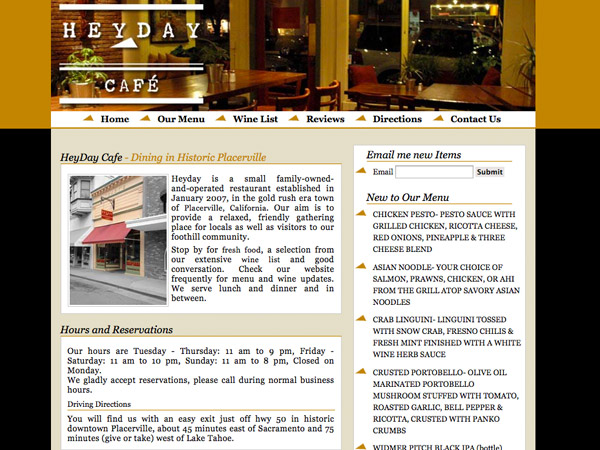 HEYDAY
CAFÉ
Home
Our Menu
Wine List
Reviews
Directions
Contact Us
HeyDay Cafe - Dining in Historic Placerville
Heyday is a small family-owned-
and-operated restaurant established in
January 2007, in the gold rush era town
of Placerville, California. Our aim is to
provide a relaxed, friendly gathering
place for locals as well as visitors to our
foothill community.
Stop by for fresh food, a selection from
our extensive wine list and good
conversation. Check our website
frequently for menu and wine updates.
We serve lunch and dinner and in
between.
Hours and Reservations
Our hours are Tuesday - Thursday: 11 am to 9 pm, Friday -
Saturday: 11 am to 10 pm, Sunday: 11 am to 8 pm, Closed on
Monday.
We gladly accept reservations, please call during normal business
hours.
Driving Directions
You will find us with an easy exit just off hwy 50 in historic
downtown Placerville, about 45 minutes east of Sacramento and 75
minutes (give or take) west of Lake Tahoe.
Email me new Items
Email
Submit
New to Our Menu
CHICKEN PESTO- PESTO SAUCE WITH
GRILLED CHICKEN, RICOTTA CHEESE,
RED ONIONS, PINEAPPLE & THREE
CHEESE BLEND
ASIAN NOODLE- YOUR CHOICE OF
SALMON, PRAWNS, CHICKEN, OR AHI
FROM THE GRILL ATOP SAVORY ASIAN
NOODLES
CRAB LINGUINI- LINGUINI TOSSED
WITH SNOW CRAB, FRESNO CHILIS &
FRESH MINT FINISHED WITH A WHITE
WINE HERB SAUCE
CRUSTED PORTOBELLO- OLIVE OIL
MARINATED PORTOBELLO
MUSHROOM STUFFED WITH TOMATO,
ROASTED GARLIC, BELL PEPPER &
RICOTTA, CRUSTED WITH PANKO
CRUMBS
WIDMER PITCH BLACK IPA (bottle)